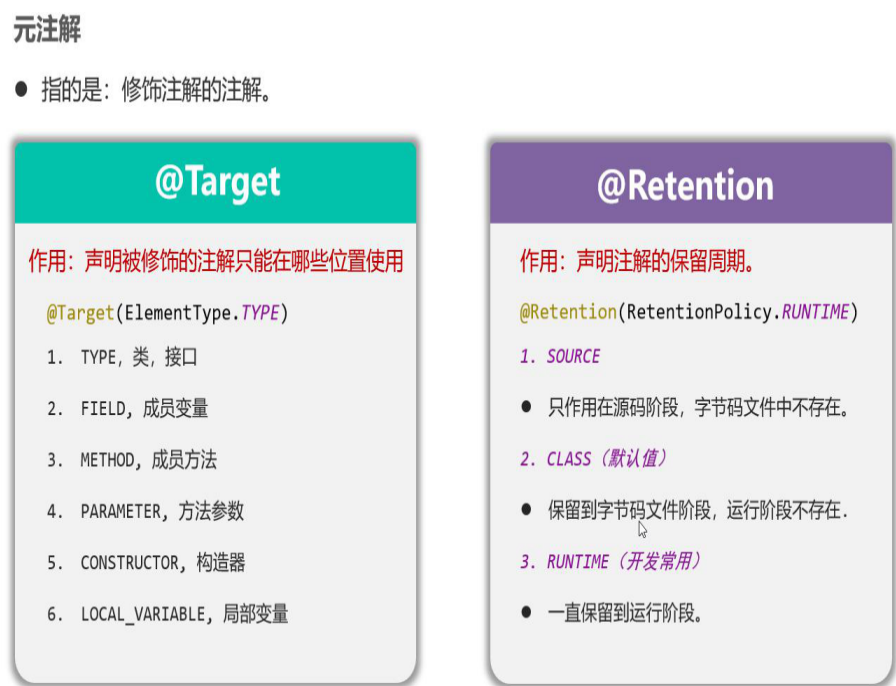 元注解
● 指的是：修饰注解的注解。
@Target
作用：声明被修饰的注解只能在哪些位置使用
@Target(ElementType.TYPE)
1. TYPE，类，接口
2. FIELD, 成员变量
3. METHOD, 成员方法
4. PARAMETER, 方法参数
5. CONSTRUCTOR, 构造器
6. LOCAL_VARIABLE, 局部变量
@Retention
作用：声明注解的保留周期。
@Retention(RetentionPolicy.RUNTIME)
1. SOURCE
● 只作用在源码阶段，字节码文件中不存在。
2. CLASS（默认值）
● 保留到字节码文件阶段，运行阶段不存在.
3. RUNTIME（开发常用）
● 一直保留到运行阶段。